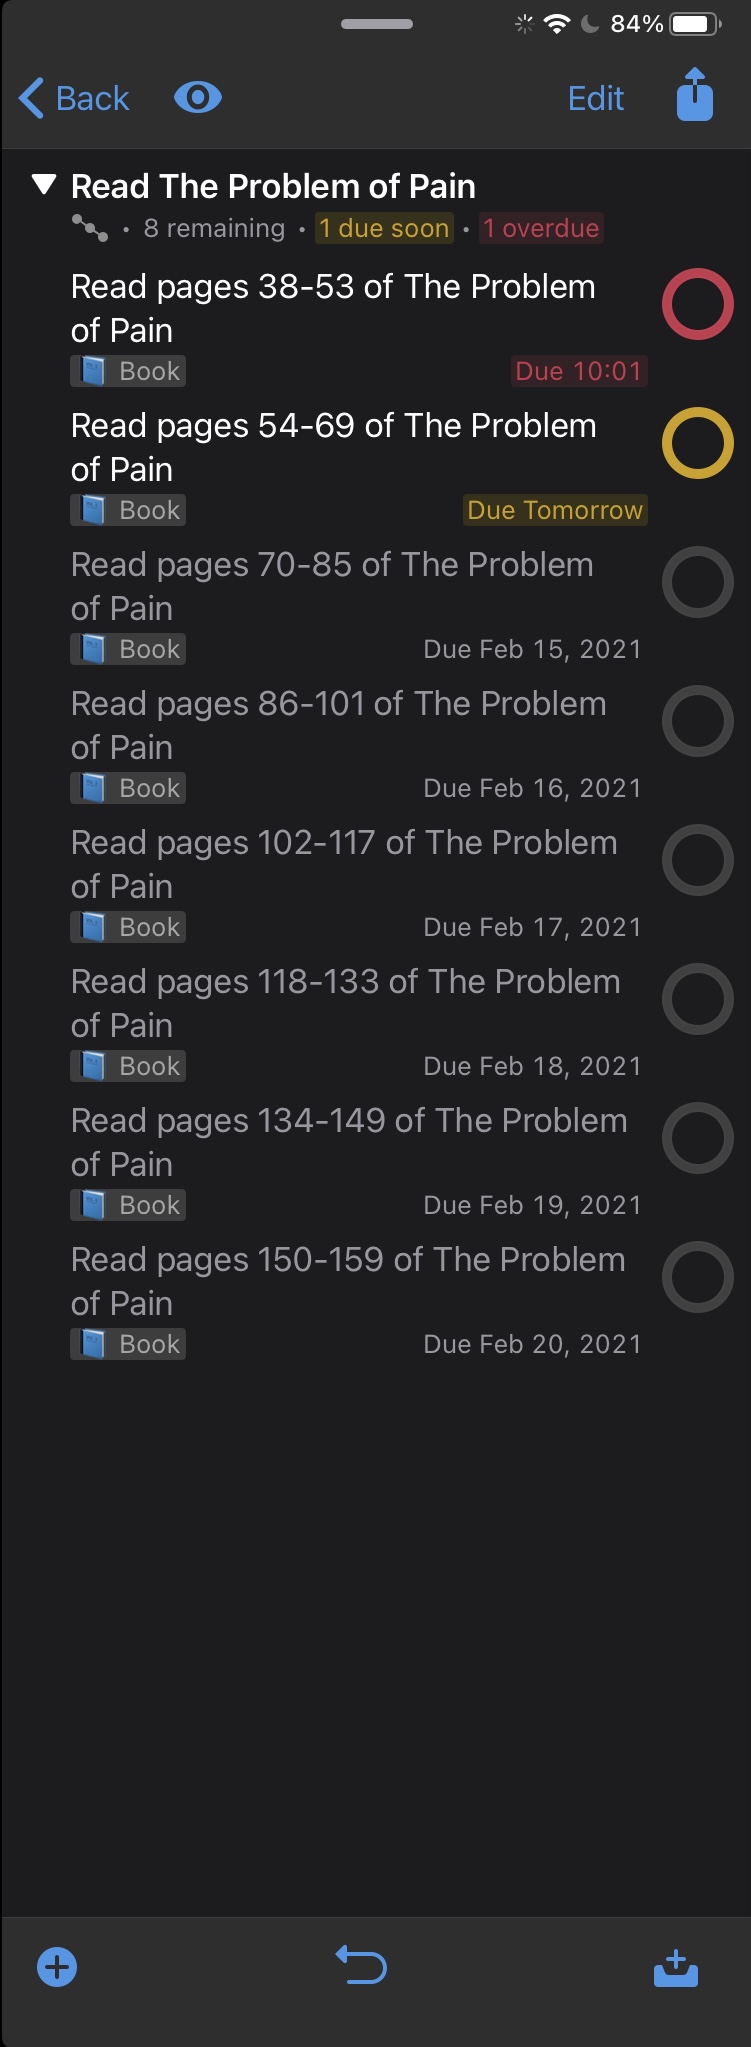 84%
Back
Edit
Read The Problem of Pain
• 8 remaining • 1 due soon • 1 overdue
Read pages 38-53 of The Problem
of Pain
Book
Due 10:01
Read pages 54-69 of The Problem
of Pain
Book
Due Tomorrow
Read pages 70-85 of The Problem
of Pain
Book
Due Feb 15, 2021
Read pages 86-101 of The Problem
of Pain
Book
Due Feb 16, 2021
Read pages 102-117 of The Problem
of Pain
Book
Due Feb 17, 2021
Read pages 118-133 of The Problem
of Pain
Book
Due Feb 18, 2021
Read pages 134-149 of The Problem
of Pain
Book
Due Feb 19, 2021
Read pages 150-159 of The Problem
of Pain
Book
Due Feb 20, 2021